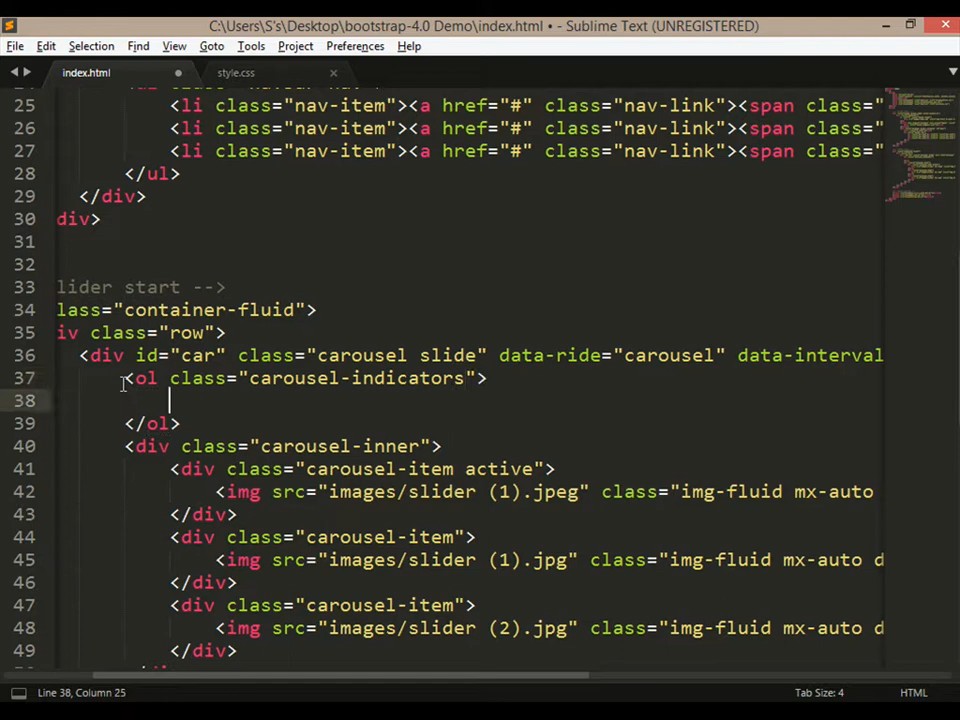 C:\Users\S's\Desktop\bootstrap-4.0 Demo\index.html • - Sublime Text (UNREGISTERED)
File Edit Selection Find View Goto Tools Project Preferences Help
index.html style.css
25 <li class="nav-item"><a href="#" class="nav-link"><span class="
26 <li class="nav-item"><a href="#" class="nav-link"><span class="
27 <li class="nav-item"><a href="#" class="nav-link"><span class="
28 </ul>
29 </div>
30 div>
31
32
33 lider start -->
34 lass="container-fluid">
35 iv class="row">
36 <div id="car" class="carousel slide" data-ride="carousel" data-interval
37 <ol class="carousel-indicators">
38
39 </ol>
40 <div class="carousel-inner">
41 <div class="carousel-item active">
42 <img src="images/slider (1).jpeg" class="img-fluid mx-auto
43 </div>
44 <div class="carousel-item">
45 <img src="images/slider (1).jpg" class="img-fluid mx-auto d
46 </div>
47 <div class="carousel-item">
48 <img src="images/slider (2).jpg" class="img-fluid mx-auto d
49 </div>
Line 38, Column 25 Tab Size: 4 HTML